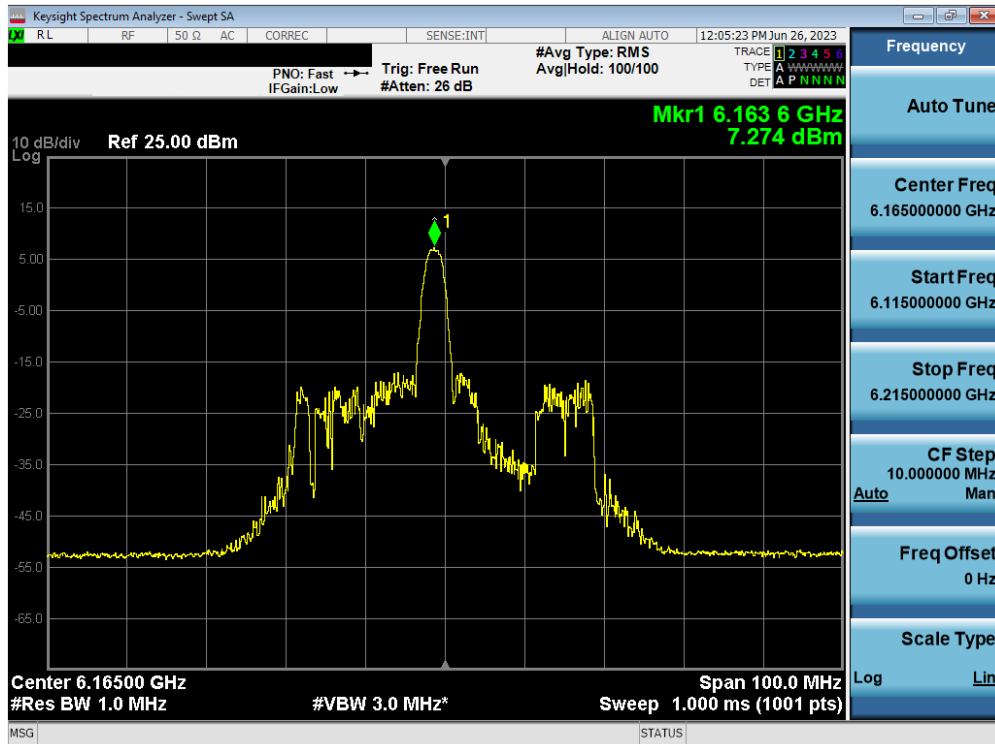 Keysight Spectrum Analyzer - Swept SA
LXI RL RF 50 Ω AC CORREC SENSE:INT ALIGN AUTO 12:05:23 PM Jun 26, 2023
#Avg Type: RMS TRACE 1 2 3 4 5 6
PNO: Fast Trig: Free Run Avg|Hold: 100/100 TYPE A WWWWW
IFGain:Low #Atten: 26 dB DET A P N N N N
Mkr1 6.163 6 GHz
7.274 dBm
10 dB/div Ref 25.00 dBm
Log
15.0
1
5.00
-5.00
-15.0
-25.0
-35.0
-45.0
-55.0
-65.0
Center 6.16500 GHz Span 100.0 MHz
#Res BW 1.0 MHz #VBW 3.0 MHz* Sweep 1.000 ms (1001 pts)
MSG STATUS
Frequency
Auto Tune
Center Freq
6.165000000 GHz
Start Freq
6.115000000 GHz
Stop Freq
6.215000000 GHz
CF Step
10.000000 MHz
Auto Man
Freq Offset
0 Hz
Scale Type
Log Lin